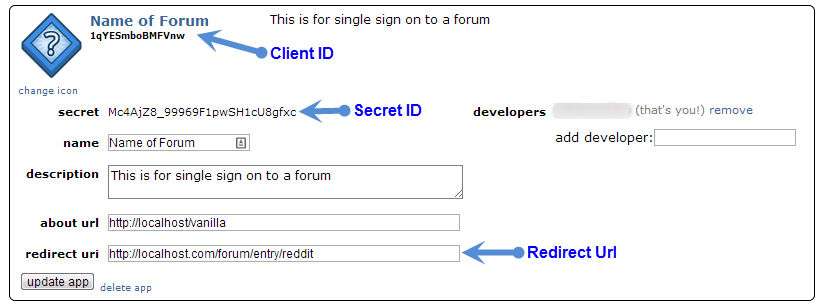 Name of Forum
This is for single sign on to a forum
1qYESmboBMFVnw
Client ID
change icon
secret Mc4AjZ8_99969F1pwSH1cU8gfxc Secret ID
developers (that's you!) remove
add developer:
name Name of Forum
description This is for single sign on to a forum
about url http://localhost/vanilla
redirect uri http://localhost.com/forum/entry/reddit Redirect Url
update app delete app